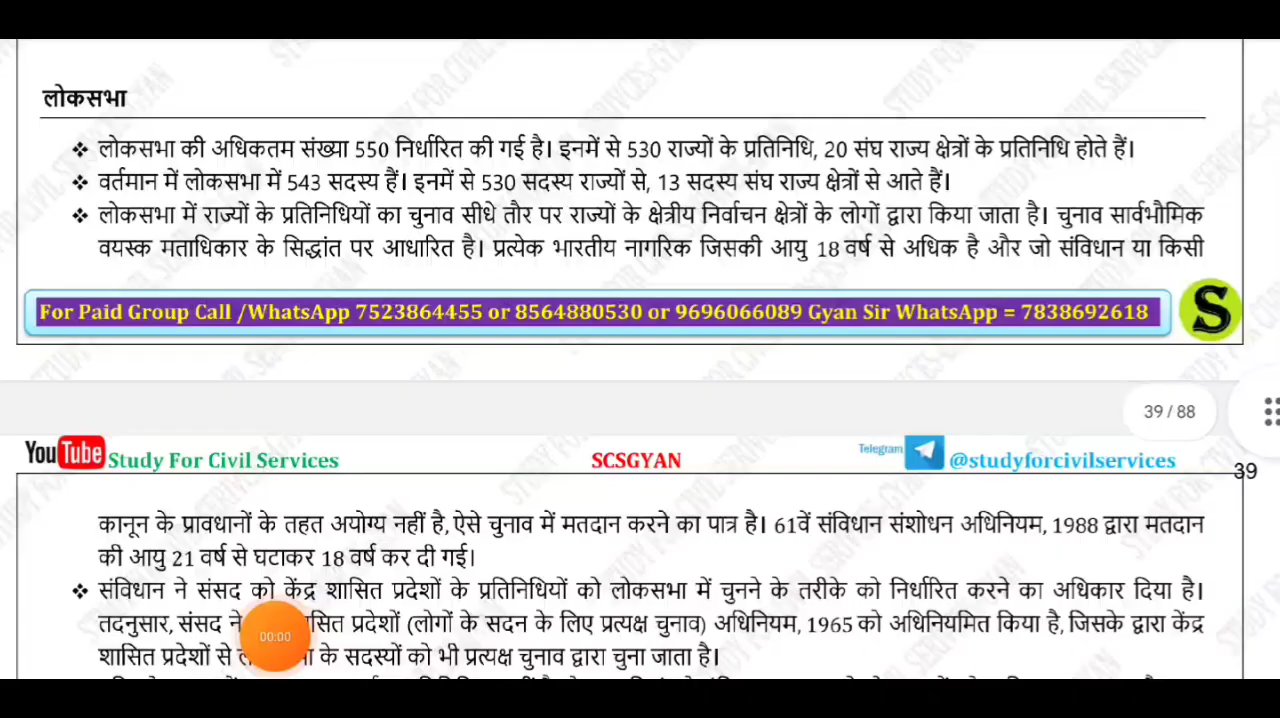 लोकसभा
❖ लोकसभा की अधिकतम संख्या 550 निर्धारित की गई है। इनमें से 530 राज्यों के प्रतिनिधि, 20 संघ राज्य क्षेत्रों के प्रतिनिधि होते हैं।
❖ वर्तमान में लोकसभा में 543 सदस्य हैं। इनमें से 530 सदस्य राज्यों से, 13 सदस्य संघ राज्य क्षेत्रों से आते हैं।
❖ लोकसभा में राज्यों के प्रतिनिधियों का चुनाव सीधे तौर पर राज्यों के क्षेत्रीय निर्वाचन क्षेत्रों के लोगों द्वारा किया जाता है। चुनाव सार्वभौमिक
वयस्क मताधिकार के सिद्धांत पर आधारित है। प्रत्येक भारतीय नागरिक जिसकी आयु 18 वर्ष से अधिक है और जो संविधान या किसी
For Paid Group Call /WhatsApp 7523864455 or 8564880530 or 9696066089 Gyan Sir WhatsApp = 7838692618
S
39 / 88
YouTube Study For Civil Services SCSGYAN Telegram @studyforcivilservices
39
कानून के प्रावधानों के तहत अयोग्य नहीं है, ऐसे चुनाव में मतदान करने का पात्र है। 61वें संविधान संशोधन अधिनियम, 1988 द्वारा मतदान
की आयु 21 वर्ष से घटाकर 18 वर्ष कर दी गई।
❖ संविधान ने संसद को केंद्र शासित प्रदेशों के प्रतिनिधियों को लोकसभा में चुनने के तरीके को निर्धारित करने का अधिकार दिया है।
तदनुसार, संसद ने सित प्रदेशों (लोगों के सदन के लिए प्रत्यक्ष चुनाव) अधिनियम, 1965 को अधिनियमित किया है, जिसके द्वारा केंद्र
00:00
शासित प्रदेशों से के सदस्यों को भी प्रत्यक्ष चुनाव द्वारा चुना जाता है।